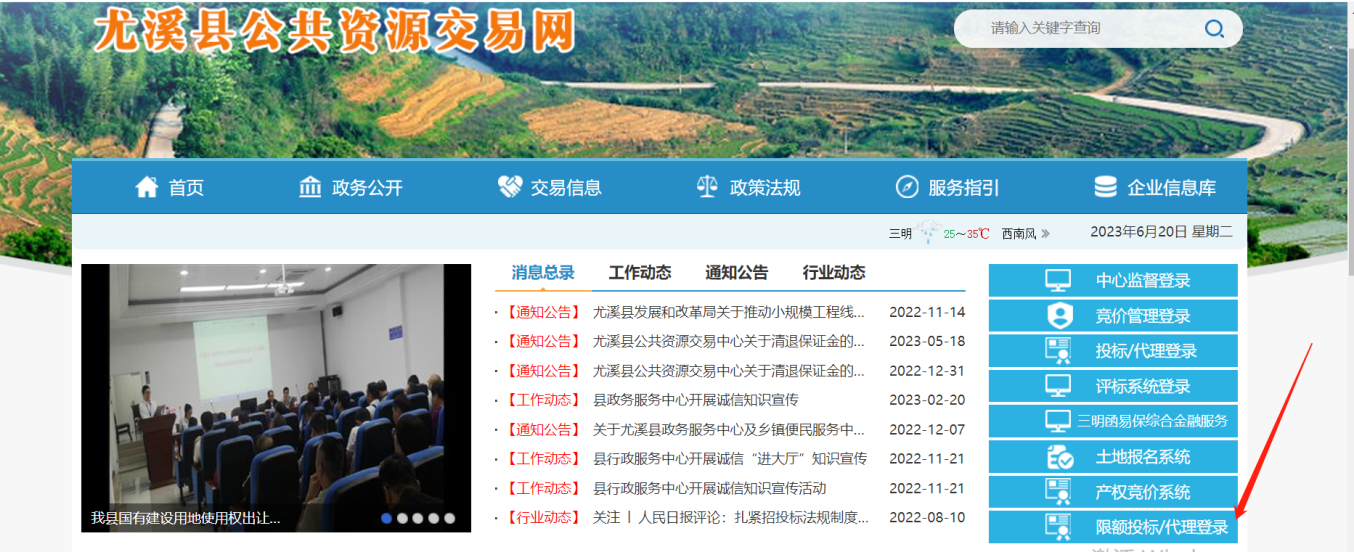 尤溪县公共资源交易网
请输入关键字查询
首页 政务公开 交易信息 政策法规 服务指引 企业信息库
三明 25～35℃ 西南风 2023年6月20日 星期二
消息总录 工作动态 通知公告 行业动态
·【通知公告】 尤溪县发展和改革局关于推动小规模工程线... 2022-11-14
·【通知公告】 尤溪县公共资源交易中心关于清退保证金的... 2023-05-18
·【通知公告】 尤溪县公共资源交易中心关于清退保证金的... 2022-12-31
·【工作动态】 县政务服务中心开展诚信知识宣传 2023-02-20
·【通知公告】 关于尤溪县政务服务中心及乡镇便民服务中... 2022-12-07
·【工作动态】 县行政服务中心开展诚信“进大厅”知识宣传 2022-11-21
·【工作动态】 县行政服务中心开展诚信知识宣传活动 2022-11-21
·【行业动态】 关注丨人民日报评论：扎紧招投标法规制度... 2022-08-10
我县国有建设用地使用权出让...
中心监督登录
竞价管理登录
投标/代理登录
评标系统登录
三明函易保综合金融服务
土地报名系统
产权竞价系统
限额投标/代理登录